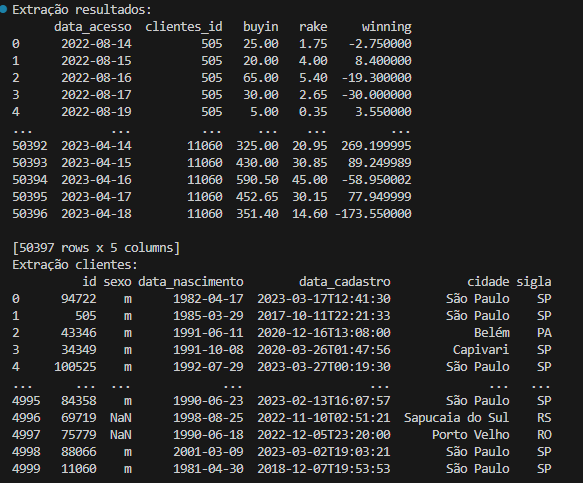 Extração resultados:
data_acesso clientes_id buyin rake winning
0 2022-08-14 505 25.00 1.75 -2.750000
1 2022-08-15 505 20.00 4.00 8.400000
2 2022-08-16 505 65.00 5.40 -19.300000
3 2022-08-17 505 30.00 2.65 -30.000000
4 2022-08-19 505 5.00 0.35 3.550000
... ... ... ... ... ...
50392 2023-04-14 11060 325.00 20.95 269.199995
50393 2023-04-15 11060 430.00 30.85 89.249989
50394 2023-04-16 11060 590.50 45.00 -58.950002
50395 2023-04-17 11060 452.65 30.15 77.949999
50396 2023-04-18 11060 351.40 14.60 -173.550000
[50397 rows x 5 columns]
Extração clientes:
id sexo data_nascimento data_cadastro cidade sigla
0 94722 m 1982-04-17 2023-03-17T12:41:30 São Paulo SP
1 505 m 1985-03-29 2017-10-11T22:21:33 São Paulo SP
2 43346 m 1991-06-11 2020-12-16T13:08:00 Belém PA
3 34349 m 1991-10-08 2020-03-26T01:47:56 Capivari SP
4 100525 m 1992-07-29 2023-03-27T00:19:30 São Paulo SP
... ... ... ... ... ... ...
4995 84358 m 1990-06-23 2023-02-13T16:07:57 São Paulo SP
4996 69719 NaN 1998-08-25 2022-11-10T02:51:21 Sapucaia do Sul RS
4997 75779 NaN 1990-06-18 2022-12-05T23:20:00 Porto Velho RO
4998 88066 m 2001-03-09 2023-03-02T19:03:21 São Paulo SP
4999 11060 m 1981-04-30 2018-12-07T19:53:53 São Paulo SP